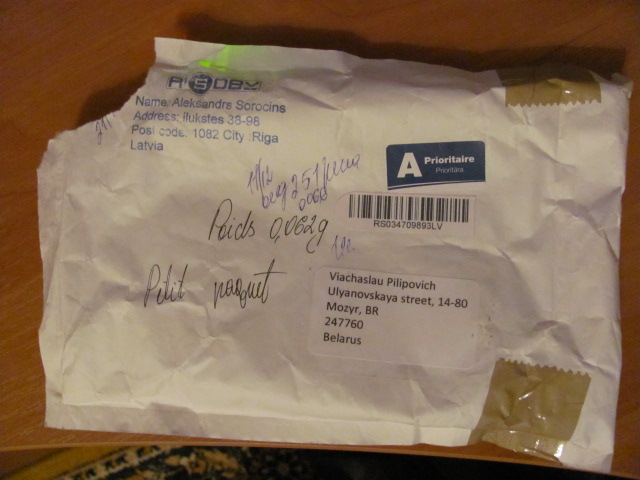 Name: Aleksandrs Sorocins
Address: Ilukstes 38-98
Post code: 1082 City: Riga
Latvia
A Prioritaire
Prioritāra
RS034709893LV
Poids 0,062g
Petit paquet
Viachaslau Pilipovich
Ulyanovskaya street, 14-80
Mozyr, BR
247760
Belarus